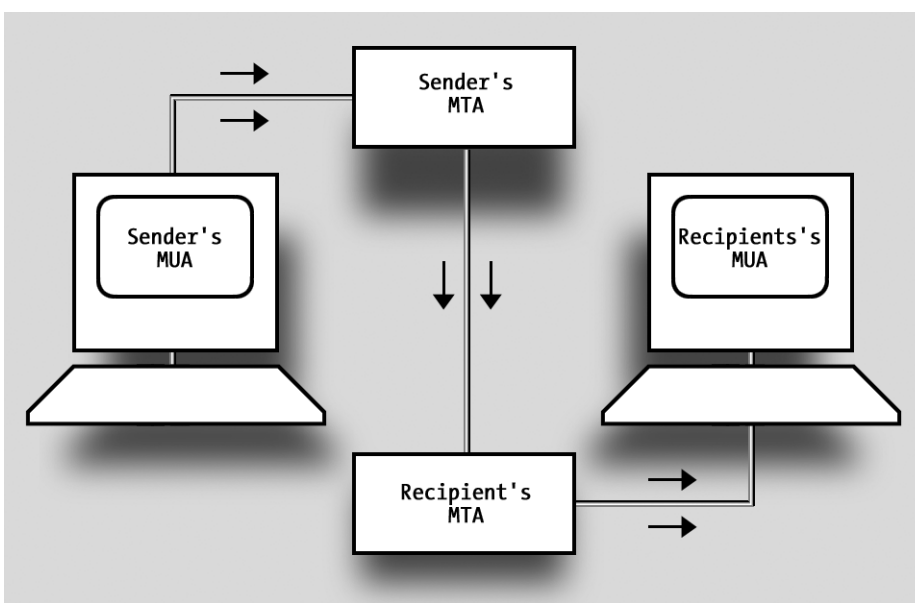 Sender's
MTA
Sender's
MUA
Recipients's
MUA
Recipient's
MTA